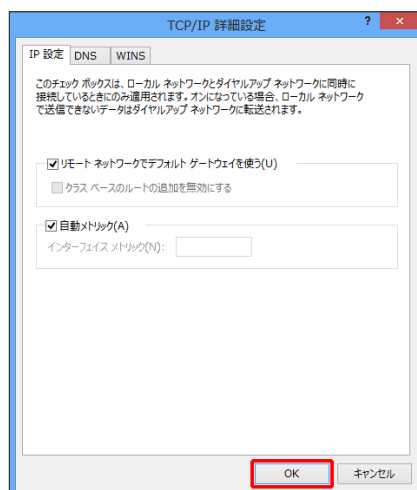 TCP/IP 詳細設定
? ×
IP 設定 DNS WINS
このチェック ボックスは、ローカル ネットワークとダイヤルアップ ネットワークに同時に
接続しているときにのみ適用されます。オンになっている場合、ローカル ネットワーク
で送信できないデータはダイヤルアップ ネットワークに転送されます。
リモート ネットワークでデフォルト ゲートウェイを使う(U)
クラス ベースのルートの追加を無効にする
自動メトリック(A)
インターフェイス メトリック(N):
OK キャンセル